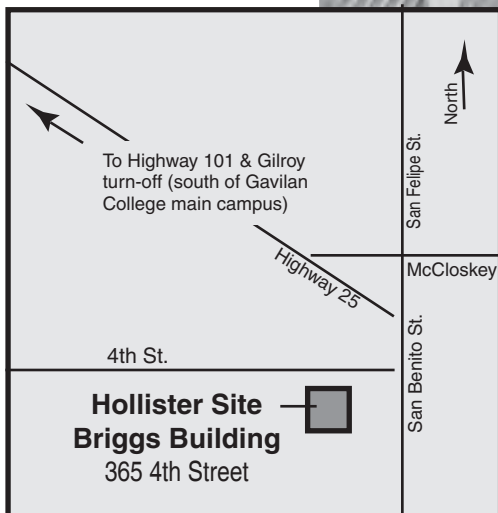 North
San Felipe St.
To Highway 101 & Gilroy
turn-off (south of Gavilan
College main campus)
Highway 25
McCloskey
San Benito St.
4th St.
Hollister Site
Briggs Building
365 4th Street